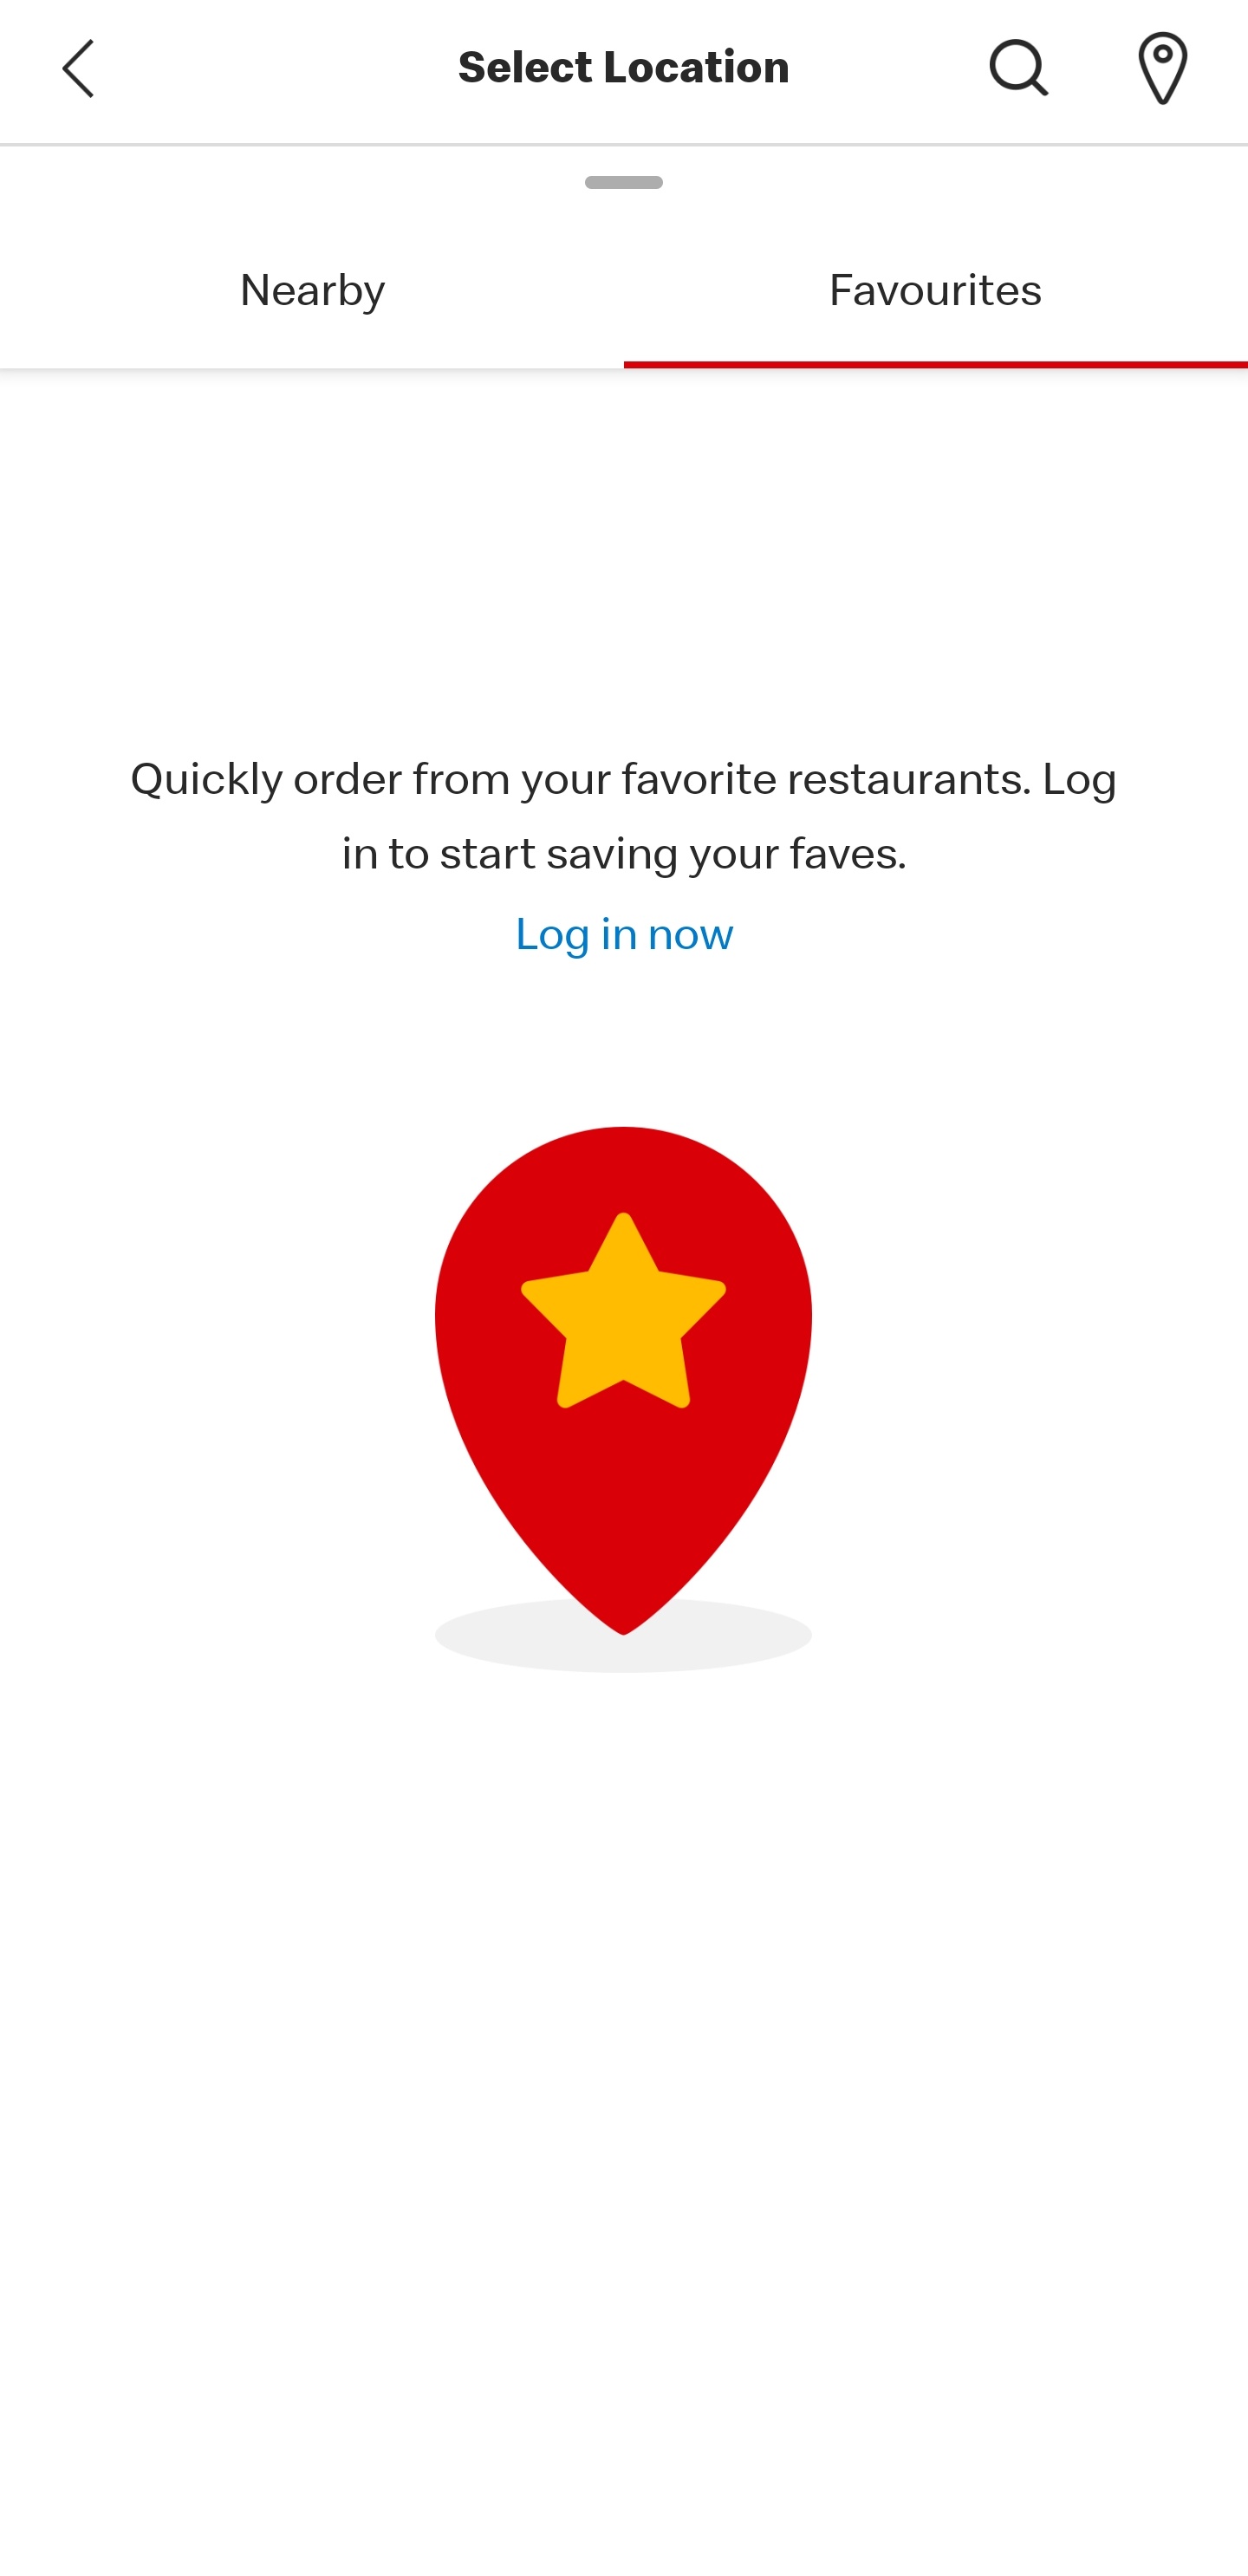 Select Location
Nearby
Favourites
Quickly order from your favorite restaurants. Log
in to start saving your faves.
Log in now